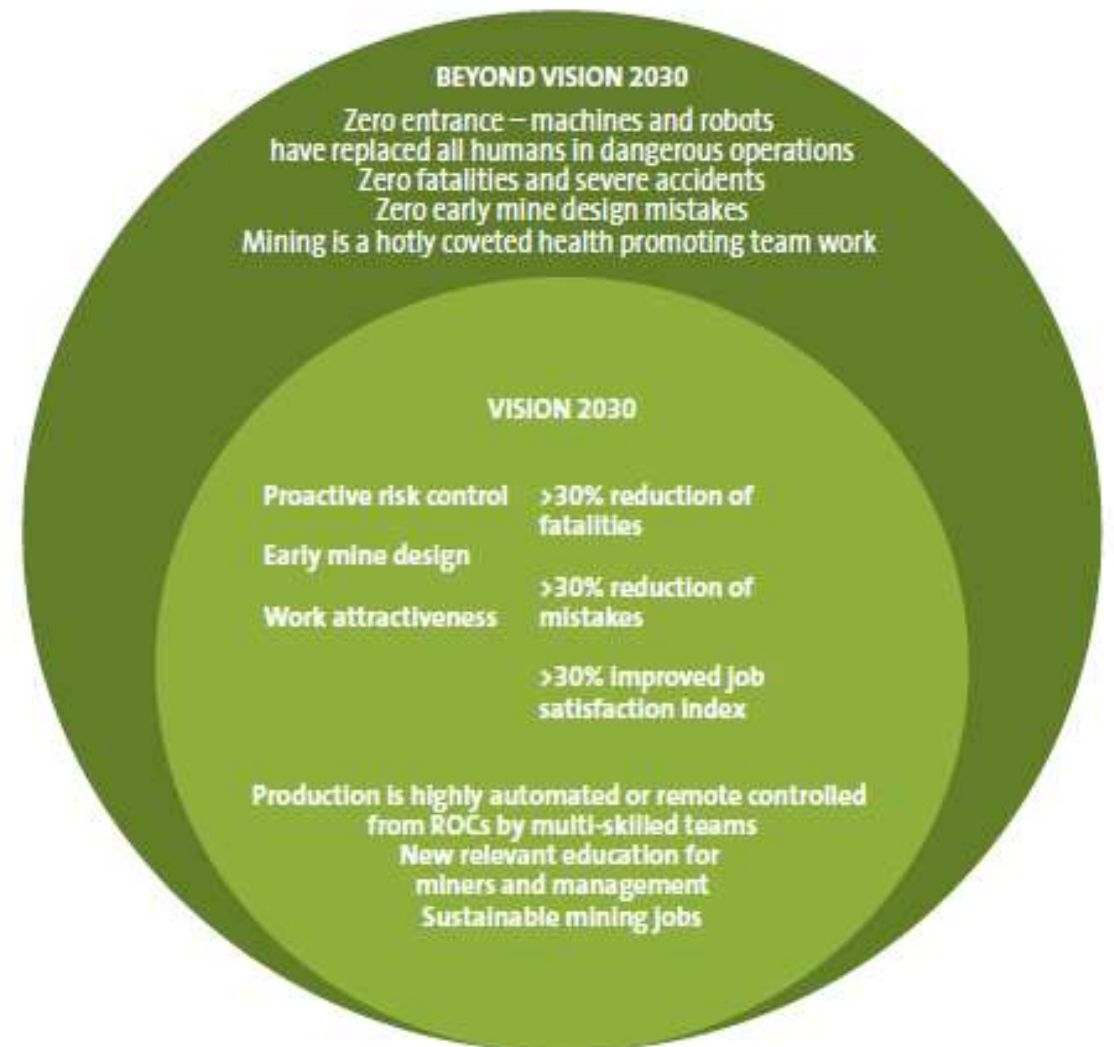 BEYOND VISION 2030
Zero entrance – machines and robots
have replaced all humans in dangerous operations
Zero fatalities and severe accidents
Zero early mine design mistakes
Mining is a hotly coveted health promoting team work
VISION 2030
Proactive risk control
Early mine design
Work attractiveness
>30% reduction of
fatalities
>30% reduction of
mistakes
>30% improved job
satisfaction index
Production is highly automated or remote controlled
from ROCs by multi-skilled teams
New relevant education for
miners and management
Sustainable mining jobs